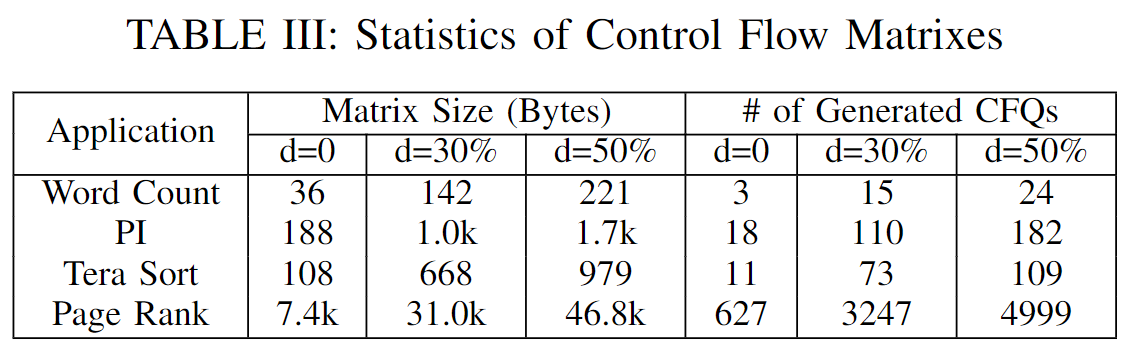 TABLE III: Statistics of Control Flow Matrixes
Application Matrix Size (Bytes) # of Generated CFQs
d=0 d=30% d=50% d=0 d=30% d=50%
Word Count 36 142 221 3 15 24
PI 188 1.0k 1.7k 18 110 182
Tera Sort 108 668 979 11 73 109
Page Rank 7.4k 31.0k 46.8k 627 3247 4999